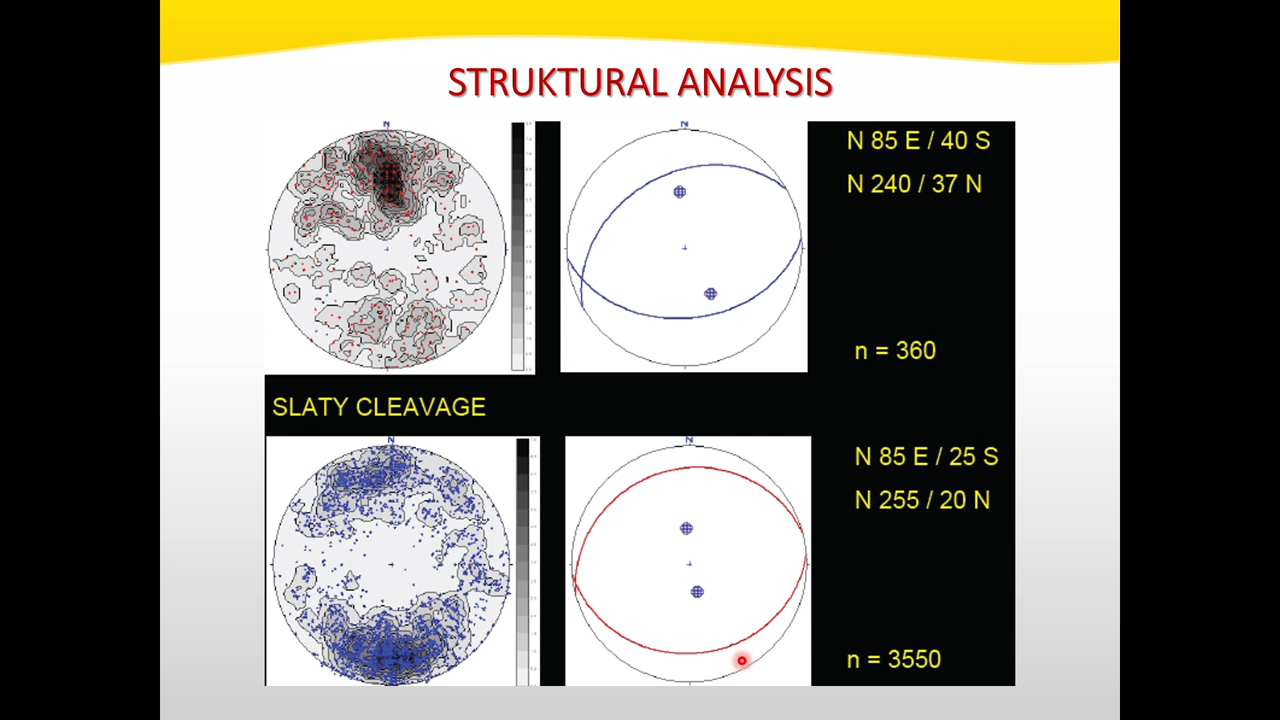 STRUKTURAL ANALYSIS
N
N
N 85 E / 40 S
N 240 / 37 N
n = 360
SLATY CLEAVAGE
N
N
N 85 E / 25 S
N 255 / 20 N
n = 3550